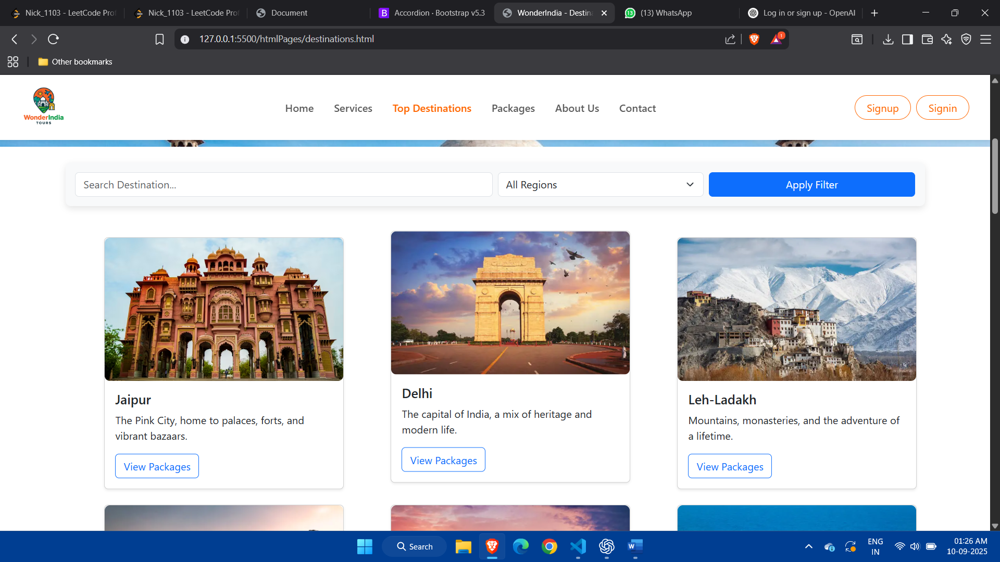 Nick_1103 - LeetCode Prof
Nick_1103 - LeetCode Prof
Document
B
Accordion · Bootstrap v5.3
WonderIndia - Destina
13
(13) WhatsApp
Log in or sign up - OpenAI
127.0.0.1:5500/htmlPages/destinations.html
1
Other bookmarks
WonderIndia
TOURS
Home
Services
Top Destinations
Packages
About Us
Contact
Signup
Signin
Search Destination...
All Regions
Apply Filter
Jaipur
The Pink City, home to palaces, forts, and
vibrant bazaars.
View Packages
Delhi
The capital of India, a mix of heritage and
modern life.
View Packages
Leh-Ladakh
Mountains, monasteries, and the adventure of
a lifetime.
View Packages
Search
W
ENG
IN
01:26 AM
10-09-2025